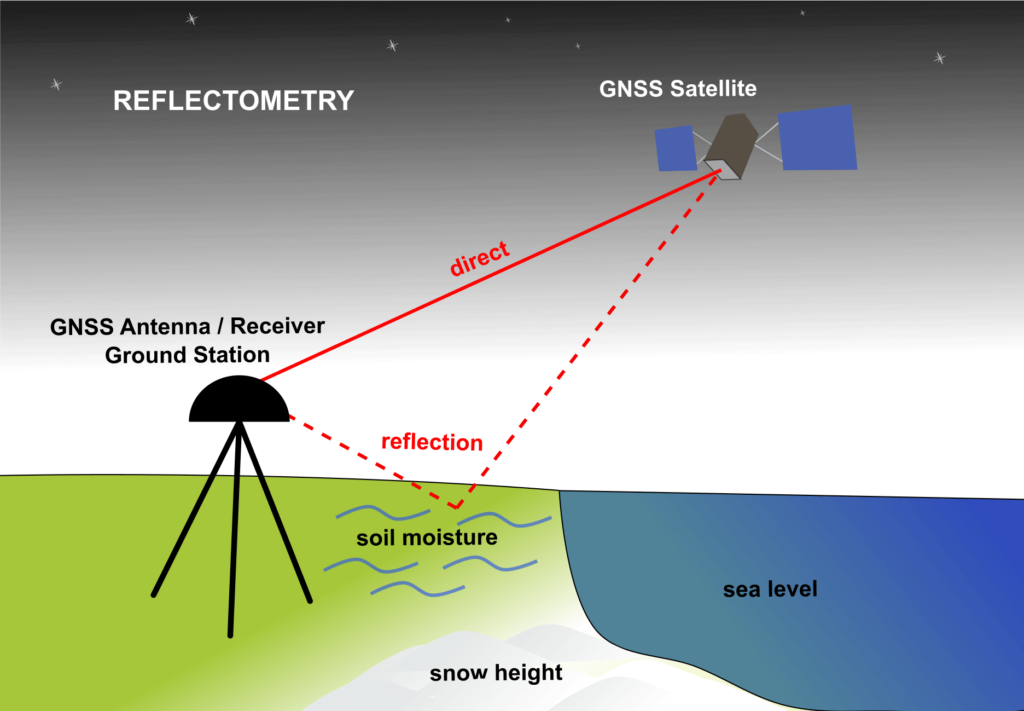 REFLECTOMETRY
GNSS Satellite
direct
GNSS Antenna / Receiver
Ground Station
reflection
soil moisture
sea level
snow height